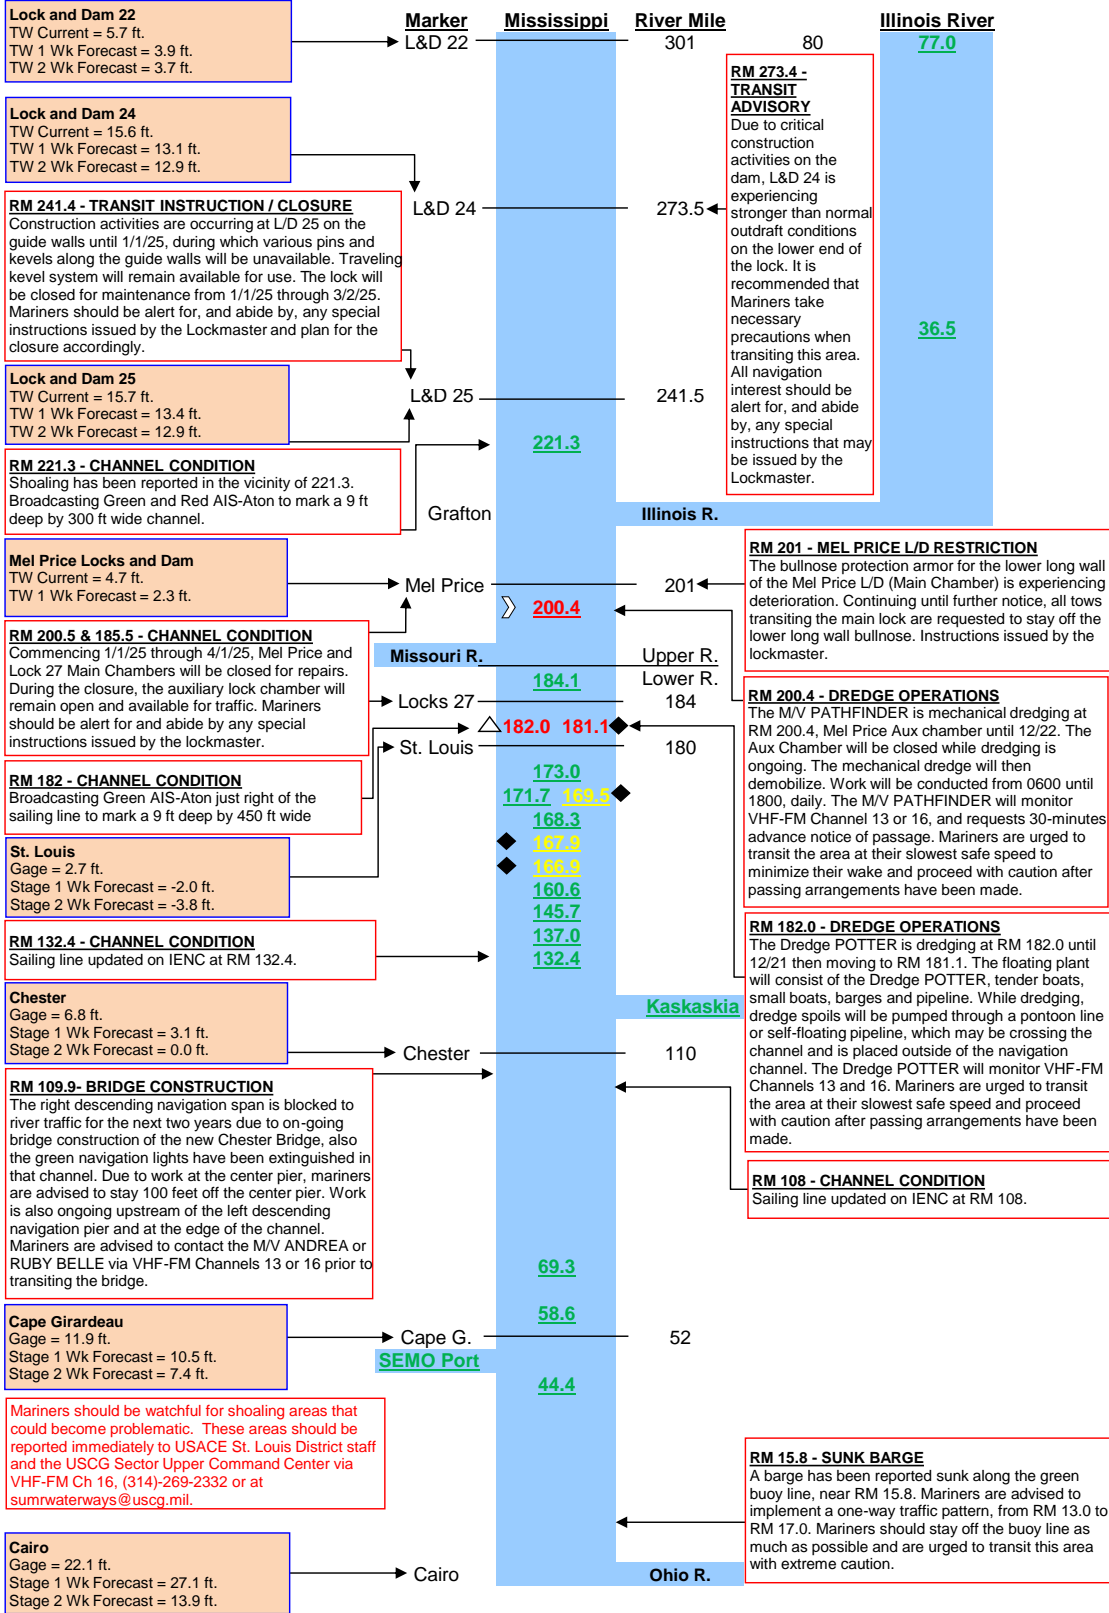 Lock and Dam 22
TW Current = 5.7 ft.
TW 1 Wk Forecast = 3.9 ft.
TW 2 Wk Forecast = 3.7 ft.
Marker
Mississippi
River Mile
Illinois River
L&D 22
301
80
77.0
Lock and Dam 24
TW Current = 15.6 ft.
TW 1 Wk Forecast = 13.1 ft.
TW 2 Wk Forecast = 12.9 ft.
RM 273.4 -
TRANSIT
ADVISORY
Due to critical
construction
activities on the
dam, L&D 24 is
experiencing
stronger than normal
outdraft conditions
on the lower end of
the lock. It is
recommended that
Mariners take
necessary
precautions when
transiting this area.
All navigation
interest should be
alert for, and abide
by, any special
instructions that may
be issued by the
Lockmaster.
L&D 24
273.5
36.5
RM 241.4 - TRANSIT INSTRUCTION / CLOSURE
Construction activities are occurring at L/D 25 on the
guide walls until 1/1/25, during which various pins and
kevels along the guide walls will be unavailable. Traveling
kevel system will remain available for use. The lock will
be closed for maintenance from 1/1/25 through 3/2/25.
Mariners should be alert for, and abide by, any special
instructions issued by the Lockmaster and plan for the
closure accordingly.
Lock and Dam 25
TW Current = 15.7 ft.
TW 1 Wk Forecast = 13.4 ft.
TW 2 Wk Forecast = 12.9 ft.
L&D 25
241.5
221.3
RM 221.3 - CHANNEL CONDITION
Shoaling has been reported in the vicinity of 221.3.
Broadcasting Green and Red AIS-Aton to mark a 9 ft
deep by 300 ft wide channel.
Grafton
Illinois R.
Mel Price Locks and Dam
TW Current = 4.7 ft.
TW 1 Wk Forecast = 2.3 ft.
Mel Price
201
RM 201 - MEL PRICE L/D RESTRICTION
The bullnose protection armor for the lower long wall
of the Mel Price L/D (Main Chamber) is experiencing
deterioration. Continuing until further notice, all tows
transiting the main lock are requested to stay off the
lower long wall bullnose. Instructions issued by the
lockmaster.
200.4
RM 200.5 & 185.5 - CHANNEL CONDITION
Commencing 1/1/25 through 4/1/25, Mel Price and
Lock 27 Main Chambers will be closed for repairs.
During the closure, the auxiliary lock chamber will
remain open and available for traffic. Mariners
should be alert for and abide by any special
instructions issued by the lockmaster.
Missouri R.
Upper R.
Lower R.
184.1
Locks 27
184
RM 200.4 - DREDGE OPERATIONS
The M/V PATHFINDER is mechanical dredging at
RM 200.4, Mel Price Aux chamber until 12/22. The
Aux Chamber will be closed while dredging is
ongoing. The mechanical dredge will then
demobilize. Work will be conducted from 0600 until
1800, daily. The M/V PATHFINDER will monitor
VHF-FM Channel 13 or 16, and requests 30-minutes
advance notice of passage. Mariners are urged to
transit the area at their slowest safe speed to
minimize their wake and proceed with caution after
passing arrangements have been made.
182.0 181.1
St. Louis
180
RM 182 - CHANNEL CONDITION
Broadcasting Green AIS-Aton just right of the
sailing line to mark a 9 ft deep by 450 ft wide
173.0
171.7 169.5
168.3
167.9
166.9
160.6
145.7
137.0
132.4
St. Louis
Gage = 2.7 ft.
Stage 1 Wk Forecast = -2.0 ft.
Stage 2 Wk Forecast = -3.8 ft.
RM 132.4 - CHANNEL CONDITION
Sailing line updated on IENC at RM 132.4.
RM 182.0 - DREDGE OPERATIONS
The Dredge POTTER is dredging at RM 182.0 until
12/21 then moving to RM 181.1. The floating plant
will consist of the Dredge POTTER, tender boats,
small boats, barges and pipeline. While dredging,
dredge spoils will be pumped through a pontoon line
or self-floating pipeline, which may be crossing the
channel and is placed outside of the navigation
channel. The Dredge POTTER will monitor VHF-FM
Channels 13 and 16. Mariners are urged to transit
the area at their slowest safe speed and proceed
with caution after passing arrangements have been
made.
Chester
Gage = 6.8 ft.
Stage 1 Wk Forecast = 3.1 ft.
Stage 2 Wk Forecast = 0.0 ft.
Kaskaskia
Chester
110
RM 109.9- BRIDGE CONSTRUCTION
The right descending navigation span is blocked to
river traffic for the next two years due to on-going
bridge construction of the new Chester Bridge, also
the green navigation lights have been extinguished in
that channel. Due to work at the center pier, mariners
are advised to stay 100 feet off the center pier. Work
is also ongoing upstream of the left descending
navigation pier and at the edge of the channel.
Mariners are advised to contact the M/V ANDREA or
RUBY BELLE via VHF-FM Channels 13 or 16 prior to
transiting the bridge.
RM 108 - CHANNEL CONDITION
Sailing line updated on IENC at RM 108.
69.3
58.6
Cape Girardeau
Gage = 11.9 ft.
Stage 1 Wk Forecast = 10.5 ft.
Stage 2 Wk Forecast = 7.4 ft.
Cape G.
52
SEMO Port
44.4
Mariners should be watchful for shoaling areas that
could become problematic. These areas should be
reported immediately to USACE St. Louis District staff
and the USCG Sector Upper Command Center via
VHF-FM Ch 16, (314)-269-2332 or at
sumrwaterways@uscg.mil.
RM 15.8 - SUNK BARGE
A barge has been reported sunk along the green
buoy line, near RM 15.8. Mariners are advised to
implement a one-way traffic pattern, from RM 13.0 to
RM 17.0. Mariners should stay off the buoy line as
much as possible and are urged to transit this area
with extreme caution.
Cairo
Gage = 22.1 ft.
Stage 1 Wk Forecast = 27.1 ft.
Stage 2 Wk Forecast = 13.9 ft.
Cairo
Ohio R.